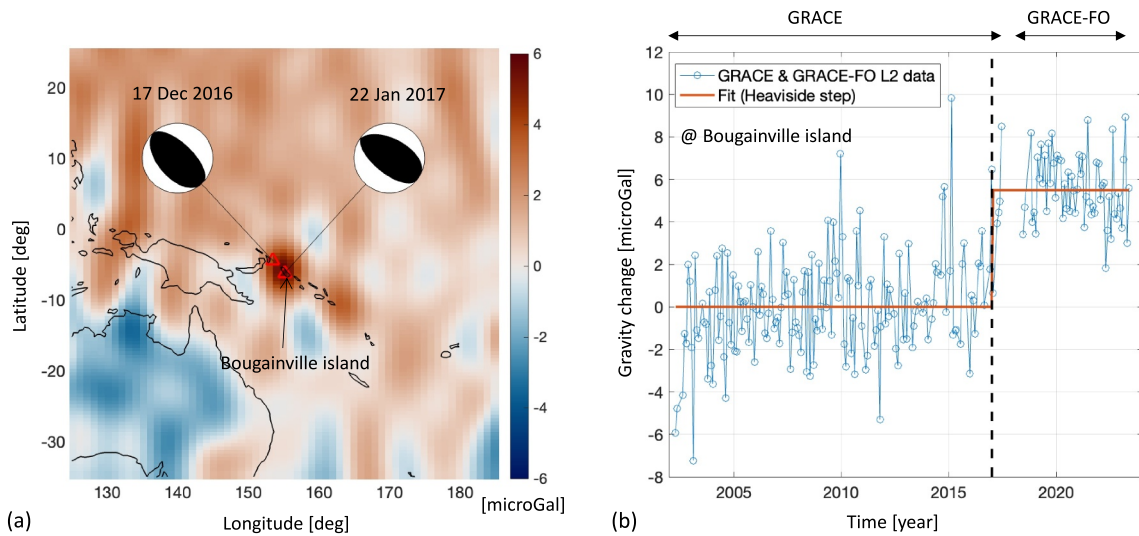 17 Dec 2016
22 Jan 2017
Bougainville island
20
10
0
-10
-20
-30
Latitude [deg]
130
140
150
160
170
180
Longitude [deg]
6
4
2
0
-2
-4
-6
[microGal]
(a)
GRACE
GRACE-FO
GRACE & GRACE-FO L2 data
Fit (Heaviside step)
@ Bougainville island
12
10
8
6
4
2
0
-2
-4
-6
-8
Gravity change [microGal]
2005
2010
2015
2020
Time [year]
(b)